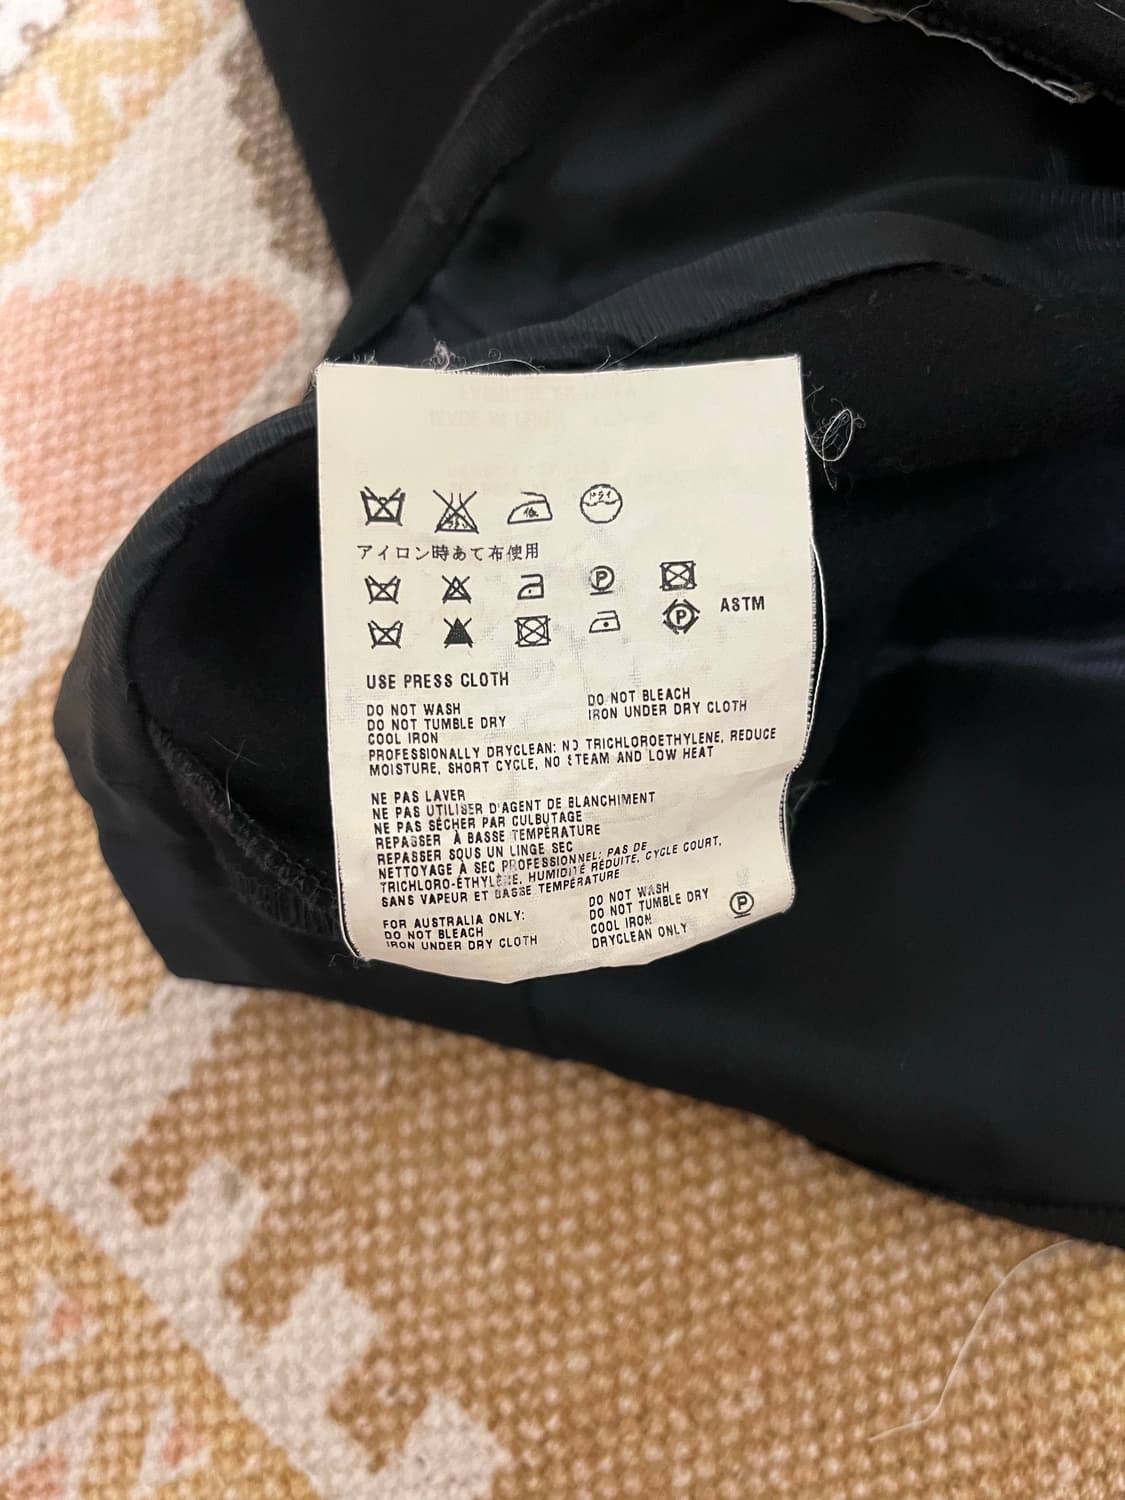 低 ドライ
アイロン時あて布使用
P
P ASTM
USE PRESS CLOTH
DO NOT WASH
DO NOT TUMBLE DRY
COOL IRON
DO NOT BLEACH
IRON UNDER DRY CLOTH
PROFESSIONALLY DRYCLEAN: NO TRICHLOROETHYLENE, REDUCE
MOISTURE, SHORT CYCLE, NO STEAM AND LOW HEAT
NE PAS LAVER
NE PAS UTILISER D'AGENT DE BLANCHIMENT
NE PAS SÉCHER PAR CULBUTAGE
REPASSER À BASSE TEMPÉRATURE
REPASSER SOUS UN LINGE SEC
NETTOYAGE À SEC PROFESSIONNEL: PAS DE
TRICHLORO-ÉTHYLÈNE, HUMIDITÉ RÉDUITE, CYCLE COURT,
SANS VAPEUR ET BASSE TEMPÉRATURE
FOR AUSTRALIA ONLY:
DO NOT BLEACH
IRON UNDER DRY CLOTH
DO NOT WASH
DO NOT TUMBLE DRY
COOL IRON
DRYCLEAN ONLY
P